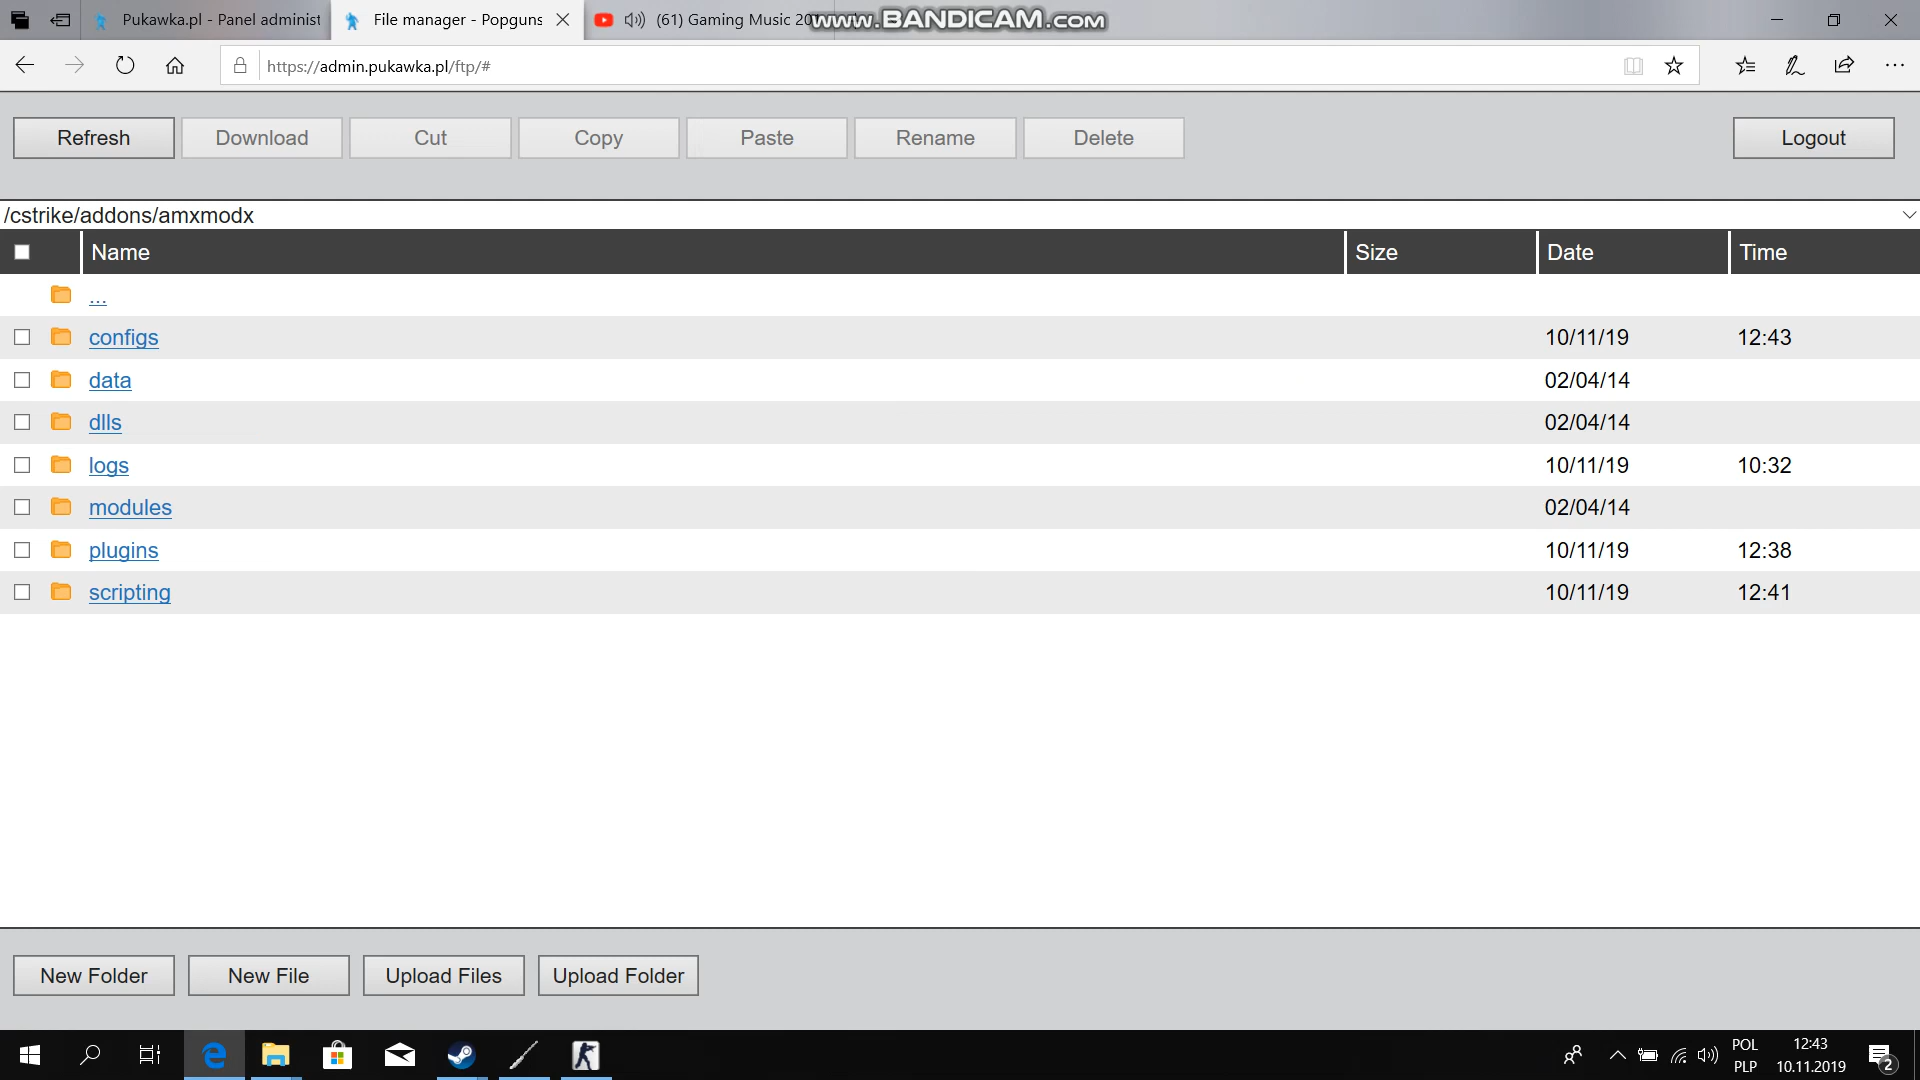 Pukawka.pl - Panel administ
File manager - Popguns
(61) Gaming Music 20
www.BANDICAM.com
https://admin.pukawka.pl/ftp/#
Refresh
Download
Cut
Copy
Paste
Rename
Delete
Logout
/cstrike/addons/amxmodx
Name Size Date Time
...
configs 10/11/19 12:43
data 02/04/14
dlls 02/04/14
logs 10/11/19 10:32
modules 02/04/14
plugins 10/11/19 12:38
scripting 10/11/19 12:41
New Folder
New File
Upload Files
Upload Folder
POL
PLP
12:43
10.11.2019
2